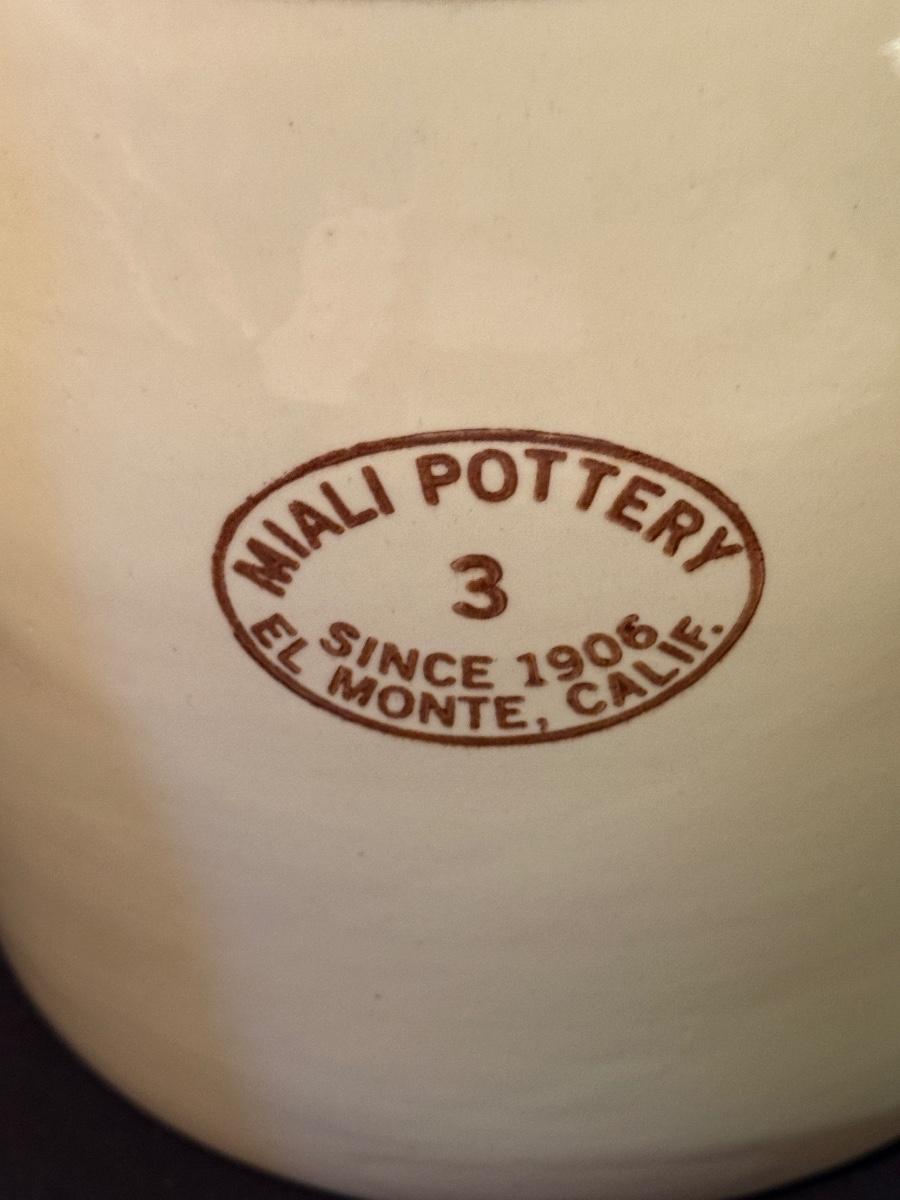 MIALI POTTERY
3
SINCE 1906
EL MONTE, CALIF.